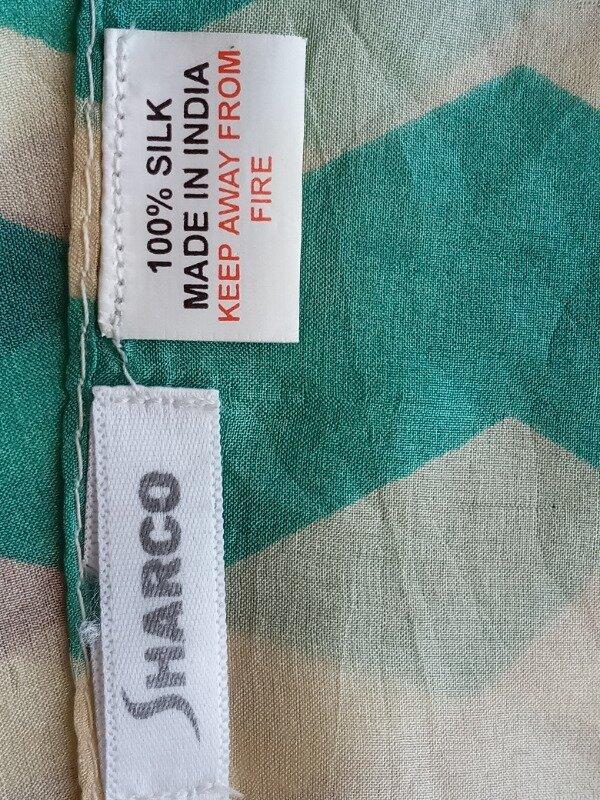 100% SILK
MADE IN INDIA
KEEP AWAY FROM
FIRE
SHARCO